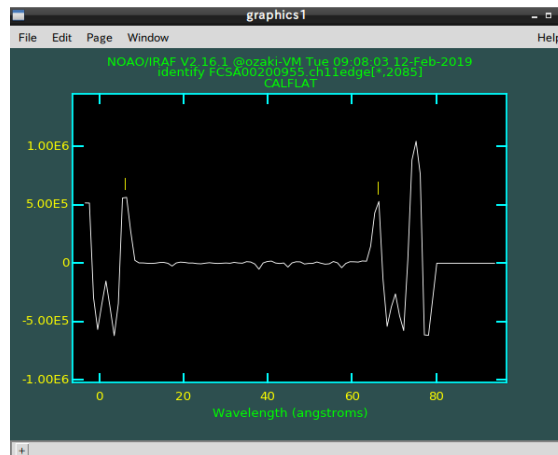 graphics1
File Edit Page Window Help
NOAO/IRAF V2.16.1 @ozaki-VM Tue 09:08:03 12-Feb-2019
identify FCSA00200955.ch11edge[*,2085]
CALFLAT
1.00E6
5.00E5
0
-5.00E5
-1.00E6
0 20 40 60 80
Wavelength (angstroms)